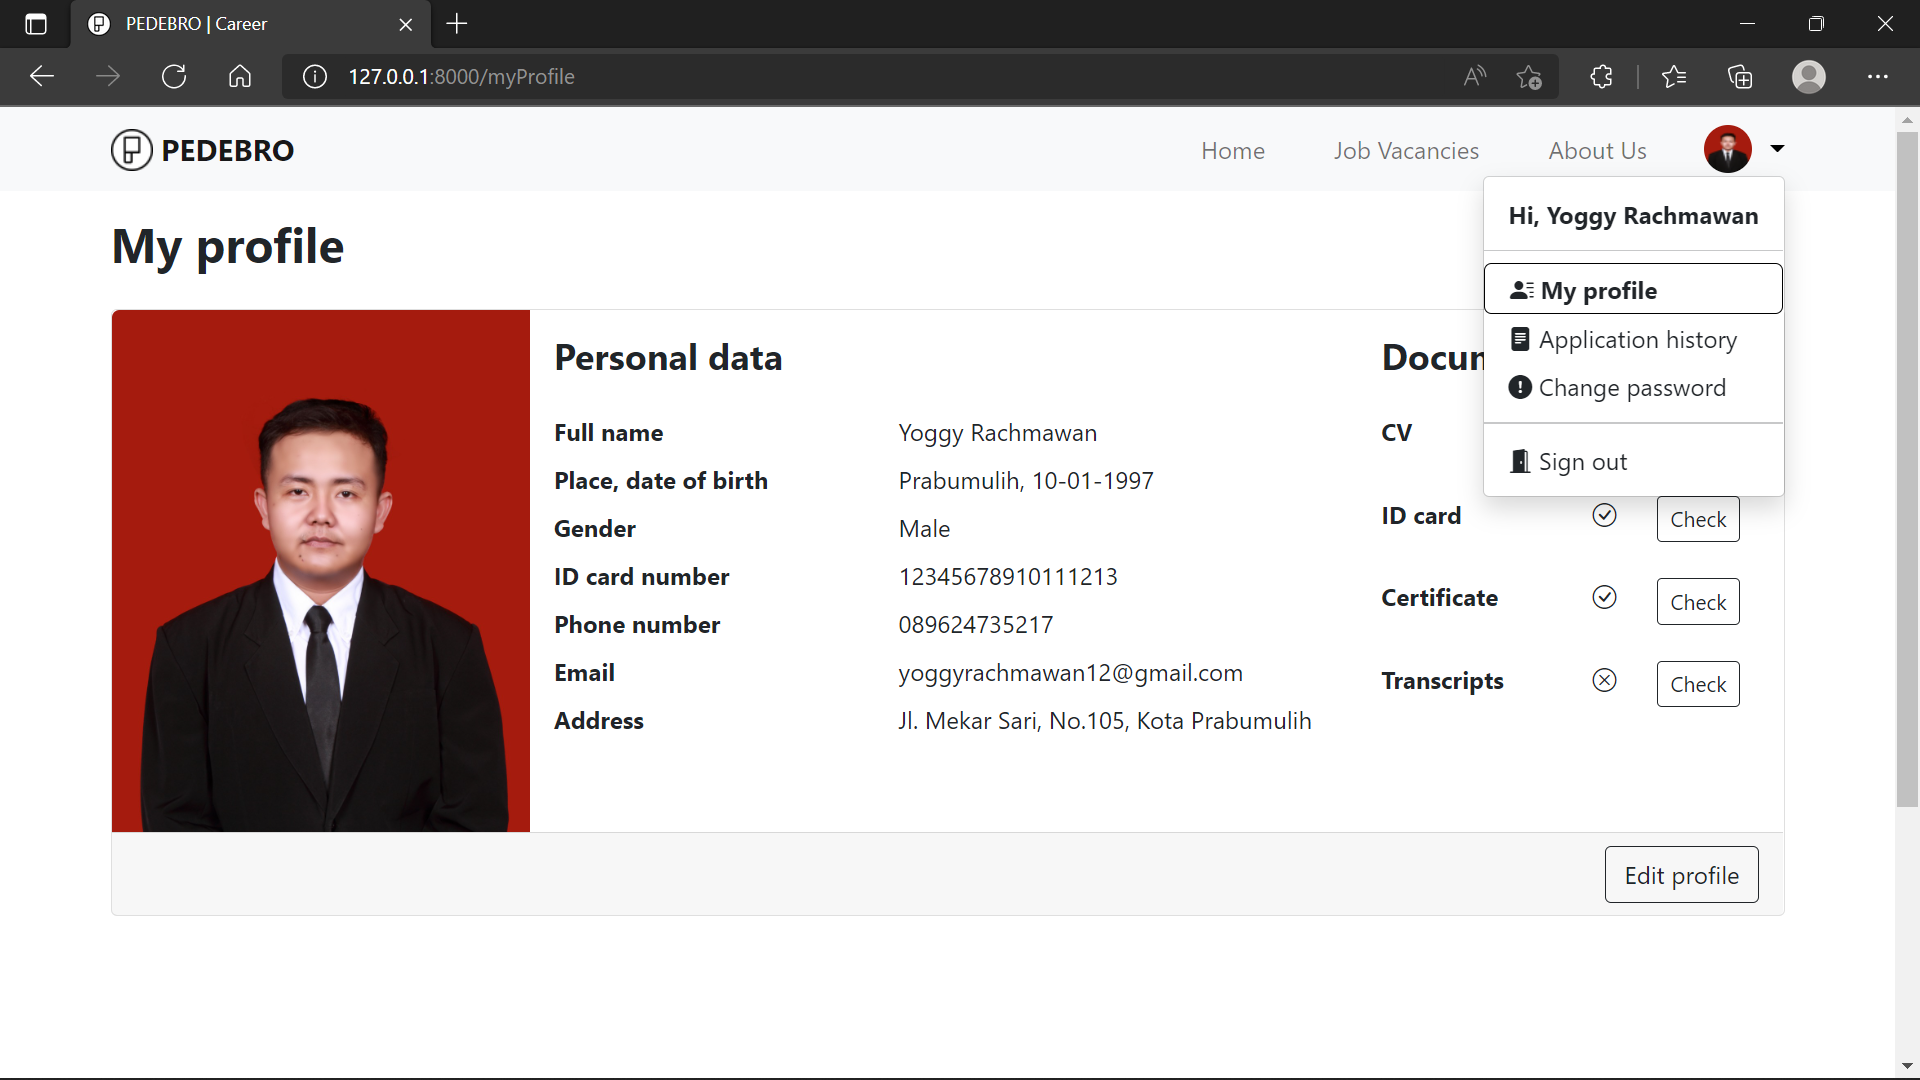 PEDEBRO | Career
127.0.0.1:8000/myProfile
PEDEBRO
Home
Job Vacancies
About Us
Hi, Yoggy Rachmawan
My profile
Application history
Change password
Sign out
My profile
Personal data
Full name Yoggy Rachmawan
Place, date of birth Prabumulih, 10-01-1997
Gender Male
ID card number 12345678910111213
Phone number 089624735217
Email yoggyrachmawan12@gmail.com
Address Jl. Mekar Sari, No.105, Kota Prabumulih
CV
ID card Check
Certificate Check
Transcripts Check
Edit profile